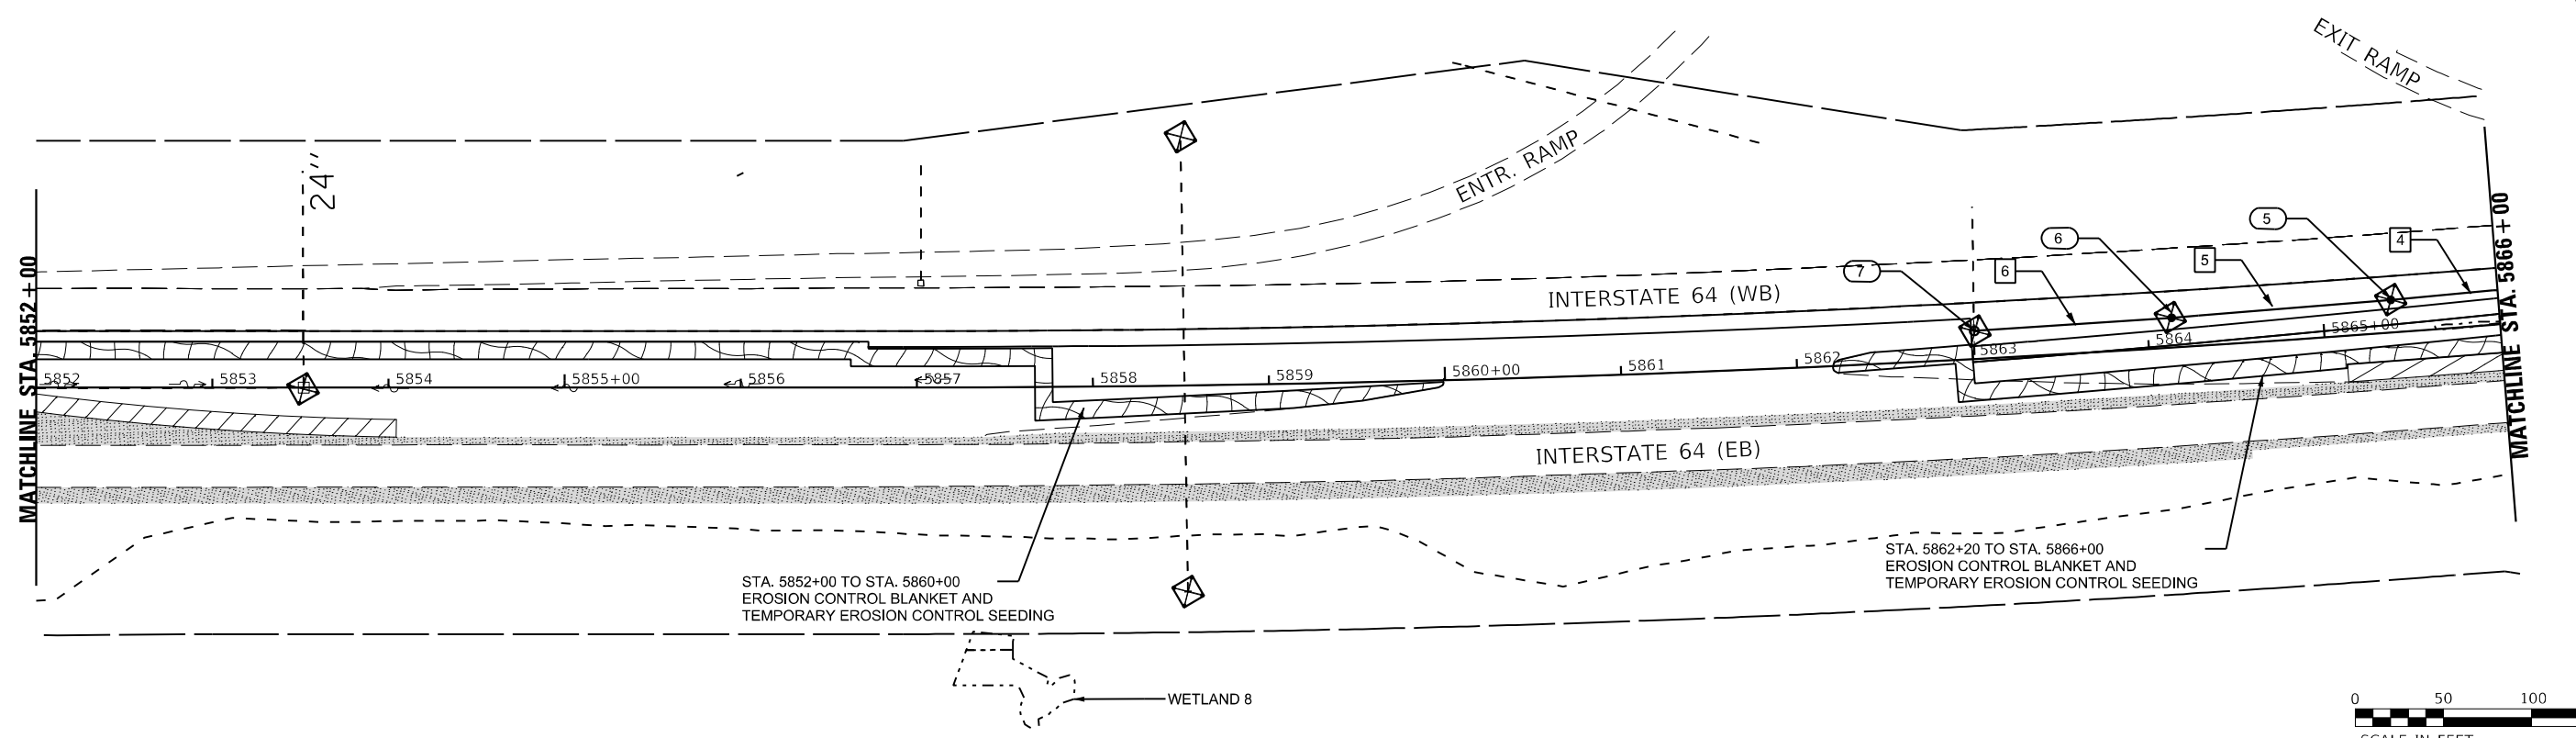 EXIT RAMP
24"
ENTR. RAMP
MATCHLINE STA. 5852+00
MATCHLINE STA. 5866+00
5
6
4
5
7
6
INTERSTATE 64 (WB)
5852
5853
5854
5855+00
5856
5857
5858
5859
5860+00
5861
5862
5863
5864
5865+00
INTERSTATE 64 (EB)
STA. 5852+00 TO STA. 5860+00
EROSION CONTROL BLANKET AND
TEMPORARY EROSION CONTROL SEEDING
STA. 5862+20 TO STA. 5866+00
EROSION CONTROL BLANKET AND
TEMPORARY EROSION CONTROL SEEDING
WETLAND 8
0 50 100
SCALE IN FEET